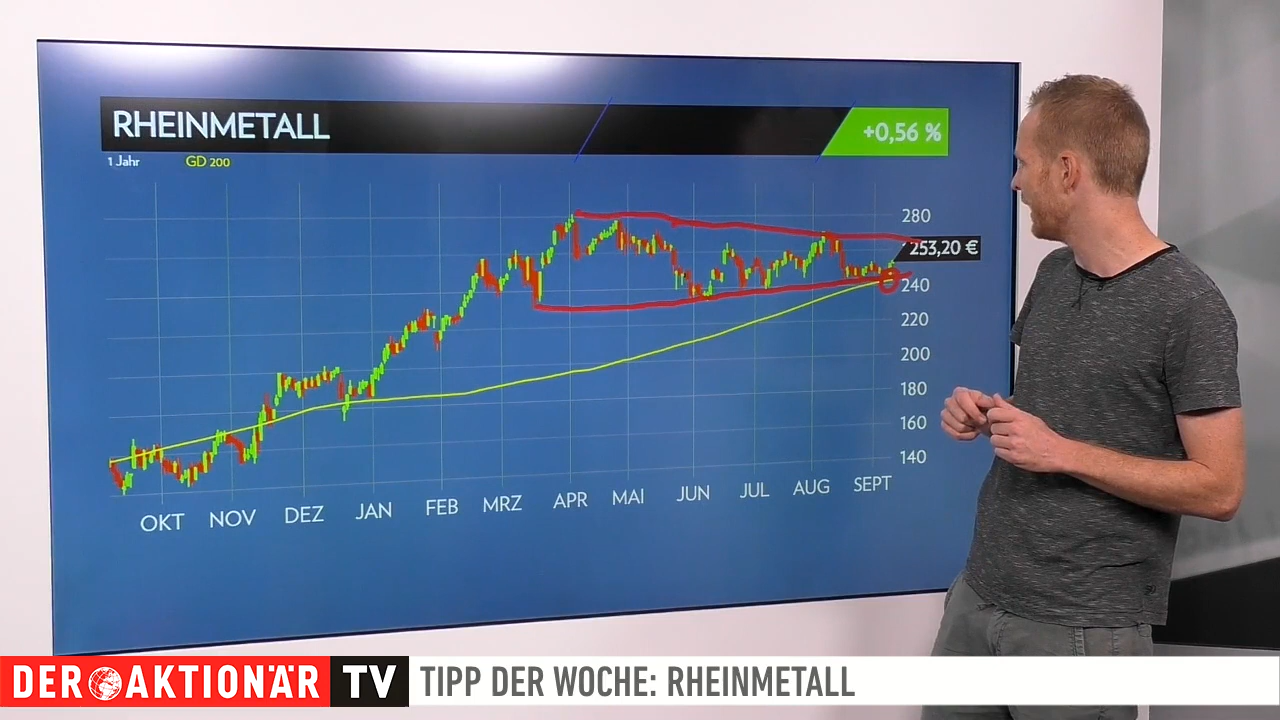 RHEINMETALL
+0,56 %
1 Jahr GD 200
280
253,20 €
240
220
200
180
160
140
OKT NOV DEZ JAN FEB MRZ APR MAI JUN JUL AUG SEPT
DER AKTIONÄR TV TIPP DER WOCHE: RHEINMETALL